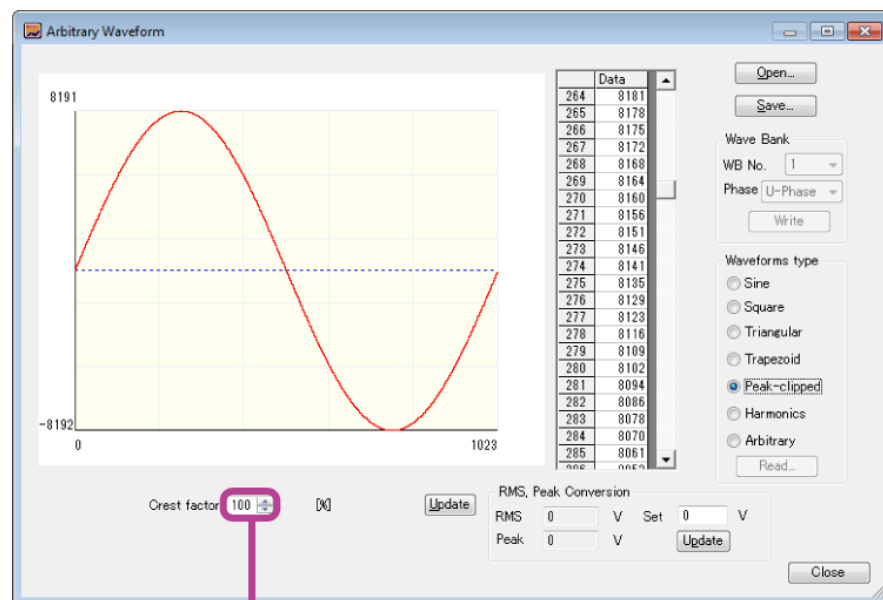 Arbitrary Waveform
8191
-8192
0
1023
Data
264 8181
265 8178
266 8175
267 8172
268 8168
269 8164
270 8160
271 8156
272 8151
273 8146
274 8141
275 8135
276 8129
277 8123
278 8116
279 8109
280 8102
281 8094
282 8086
283 8078
284 8070
285 8061
Open...
Save...
Wave Bank
WB No. 1
Phase U-Phase
Write
Waveforms type
Sine
Square
Triangular
Trapezoid
Peak-clipped
Harmonics
Arbitrary
Read...
Crest factor 100 [%] Update
RMS, Peak Conversion
RMS 0 V Set 0 V
Peak 0 V Update
Close